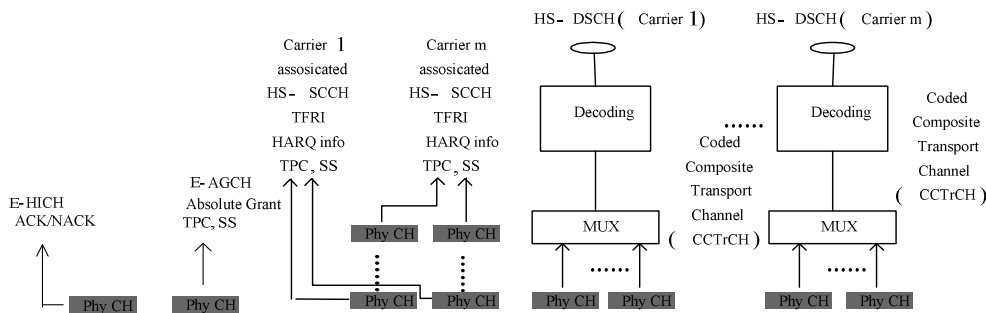 E-HICH
ACK/NACK
Phy CH
E-AGCH
Absolute Grant
TPC, SS
Phy CH
Carrier 1
assosicated
HS- SCCH
TFRI
HARQ info
TPC, SS
Carrier m
assosicated
HS- SCCH
TFRI
HARQ info
TPC, SS
Phy CH
Phy CH
Phy CH
Phy CH
HS- DSCH( Carrier 1)
Decoding
Coded
Composite
Transport
Channel
( CCTrCH )
MUX
......
Phy CH
Phy CH
......
HS- DSCH( Carrier m)
Decoding
Coded
Composite
Transport
Channel
( CCTrCH)
MUX
......
Phy CH
Phy CH